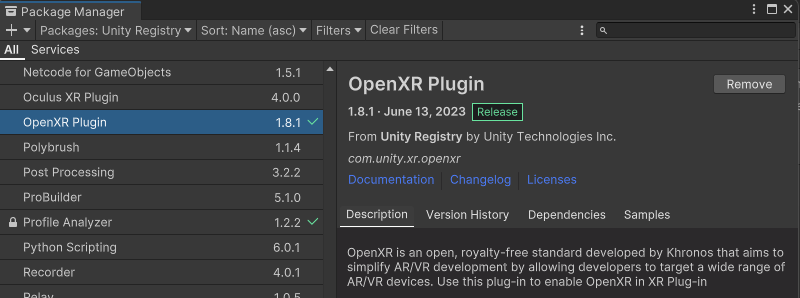 Package Manager
+ Packages: Unity Registry Sort: Name (asc) Filters Clear Filters
All Services
Netcode for GameObjects 1.5.1
Oculus XR Plugin 4.0.0
OpenXR Plugin 1.8.1
Polybrush 1.1.4
Post Processing 3.2.2
ProBuilder 5.1.0
Profile Analyzer 1.2.2
Python Scripting 6.0.1
Recorder 4.0.1
Relay 1.0.5
OpenXR Plugin Remove
1.8.1 · June 13, 2023 Release
From Unity Registry by Unity Technologies Inc.
com.unity.xr.openxr
Documentation Changelog Licenses
Description Version History Dependencies Samples
OpenXR is an open, royalty-free standard developed by Khronos that aims to
simplify AR/VR development by allowing developers to target a wide range of
AR/VR devices. Use this plug-in to enable OpenXR in XR Plug-in